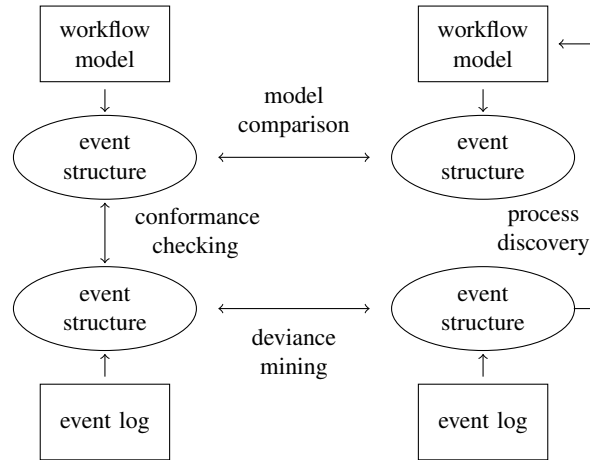 workflow
model
workflow
model
model
comparison
event
structure
event
structure
conformance
checking
process
discovery
event
structure
event
structure
deviance
mining
event log
event log